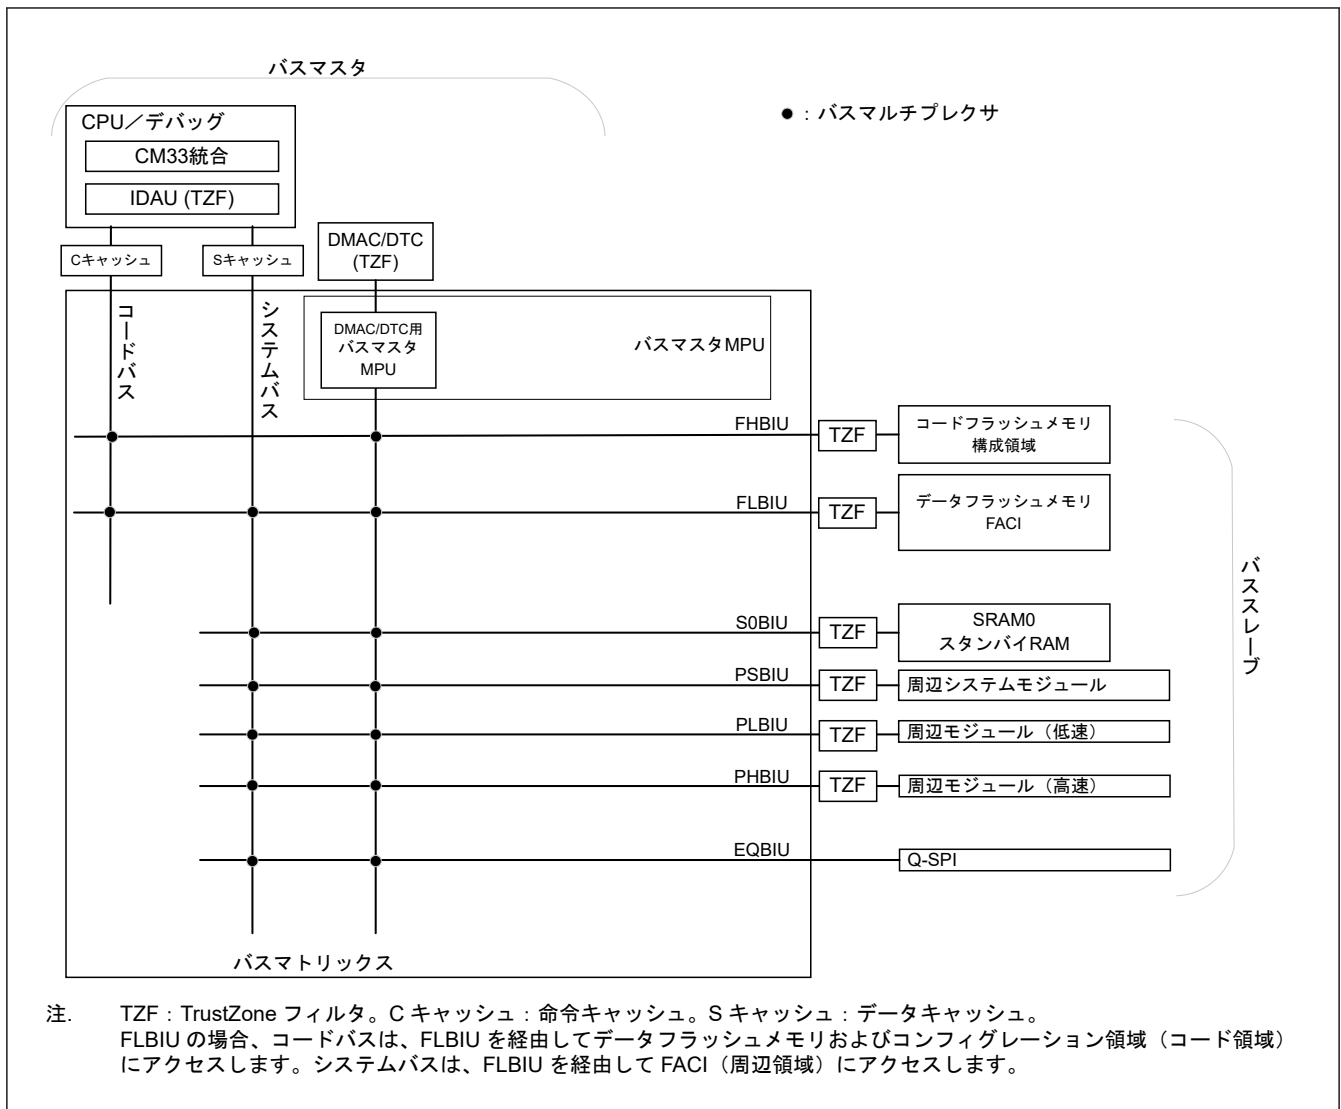 バスマスタ
●：バスマルチプレクサ
CPU／デバッグ
CM33統合
IDAU (TZF)
Cキャッシュ
Sキャッシュ
DMAC/DTC
(TZF)
コードバス
システムバス
DMAC/DTC用
バスマスタ
MPU
バスマスタMPU
FHBIU
TZF
コードフラッシュメモリ
構成領域
FLBIU
TZF
データフラッシュメモリ
FACI
S0BIU
TZF
SRAM0
スタンバイRAM
PSBIU
TZF
周辺システムモジュール
PLBIU
TZF
周辺モジュール（低速）
PHBIU
TZF
周辺モジュール（高速）
EQBIU
Q-SPI
バススレーブ
バスマトリックス
注. TZF：TrustZone フィルタ。C キャッシュ：命令キャッシュ。S キャッシュ：データキャッシュ。
FLBIU の場合、コードバスは、FLBIU を経由してデータフラッシュメモリおよびコンフィグレーション領域（コード領域）
にアクセスします。システムバスは、FLBIU を経由して FACI（周辺領域）にアクセスします。